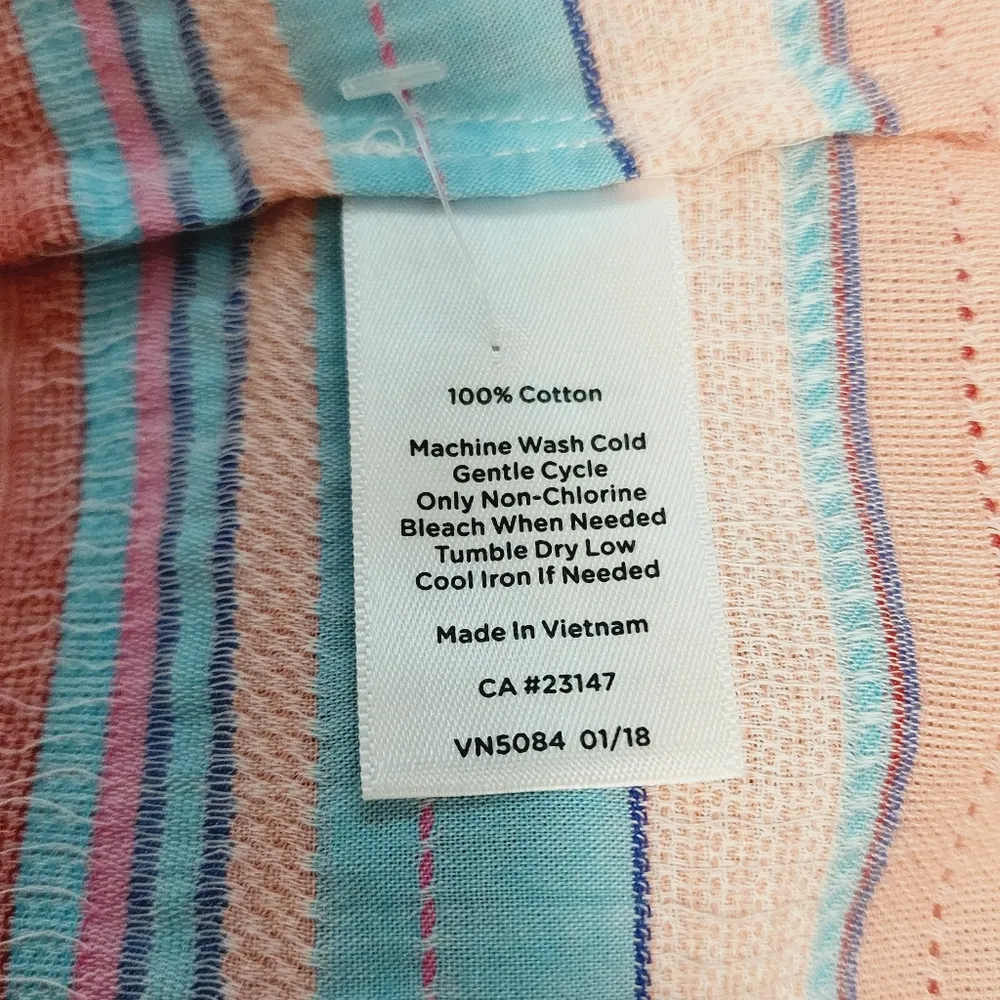 100% Cotton
Machine Wash Cold
Gentle Cycle
Only Non-Chlorine
Bleach When Needed
Tumble Dry Low
Cool Iron If Needed
Made In Vietnam
CA #23147
VN5084 01/18